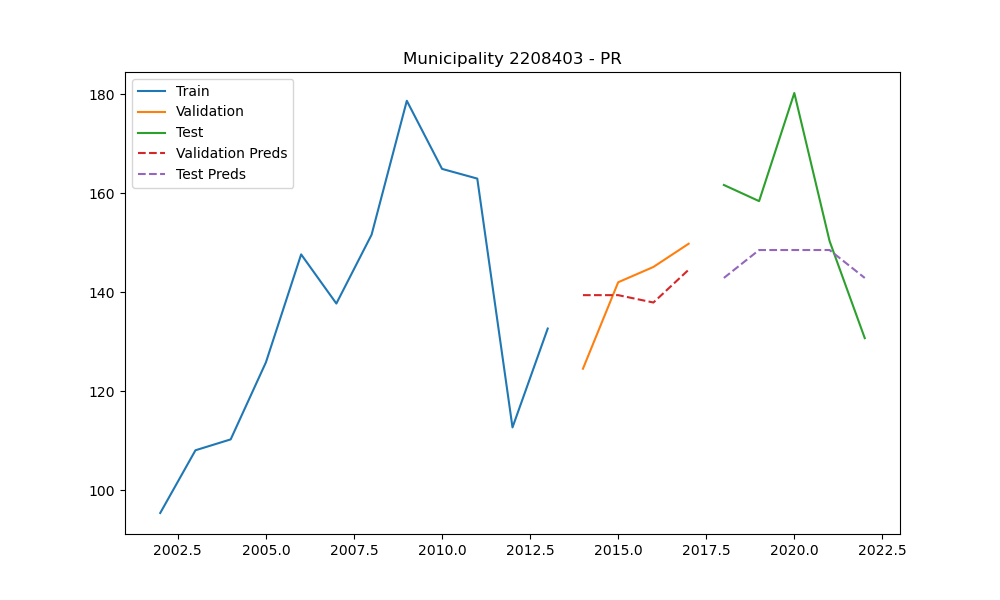 Municipality 2208403 - PR
Train
Validation
Test
Validation Preds
Test Preds
180
160
140
120
100
2002.5 2005.0 2007.5 2010.0 2012.5 2015.0 2017.5 2020.0 2022.5